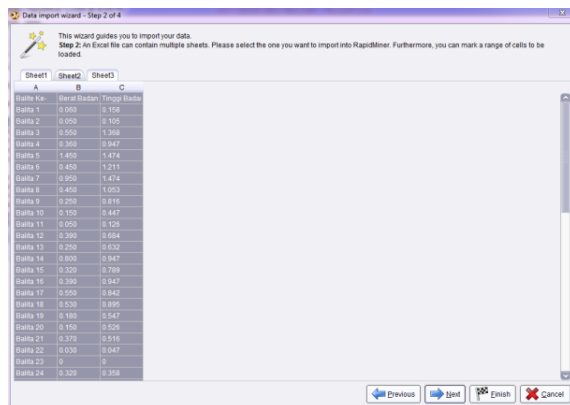 Data import wizard - Step 2 of 4
This wizard guides you to import your data.
Step 2: An Excel file can contain multiple sheets. Please select the one you want to import into RapidMiner. Furthermore, you can mark a range of cells to be
loaded.
Sheet1 Sheet2 Sheet3
A B C
Balita Ke- Berat Badan Tinggi Badan
Balita 1 0.060 0.158
Balita 2 0.050 0.105
Balita 3 0.550 1.368
Balita 4 0.360 0.947
Balita 5 1.450 1.474
Balita 6 0.450 1.211
Balita 7 0.950 1.474
Balita 8 0.450 1.053
Balita 9 0.250 0.816
Balita 10 0.150 0.447
Balita 11 0.050 0.126
Balita 12 0.390 0.684
Balita 13 0.250 0.632
Balita 14 0.800 0.947
Balita 15 0.320 0.789
Balita 16 0.390 0.947
Balita 17 0.550 0.842
Balita 18 0.530 0.895
Balita 19 0.180 0.547
Balita 20 0.150 0.526
Balita 21 0.370 0.516
Balita 22 0.030 0.047
Balita 23 0 0
Balita 24 0.320 0.358
Previous Next Finish Cancel